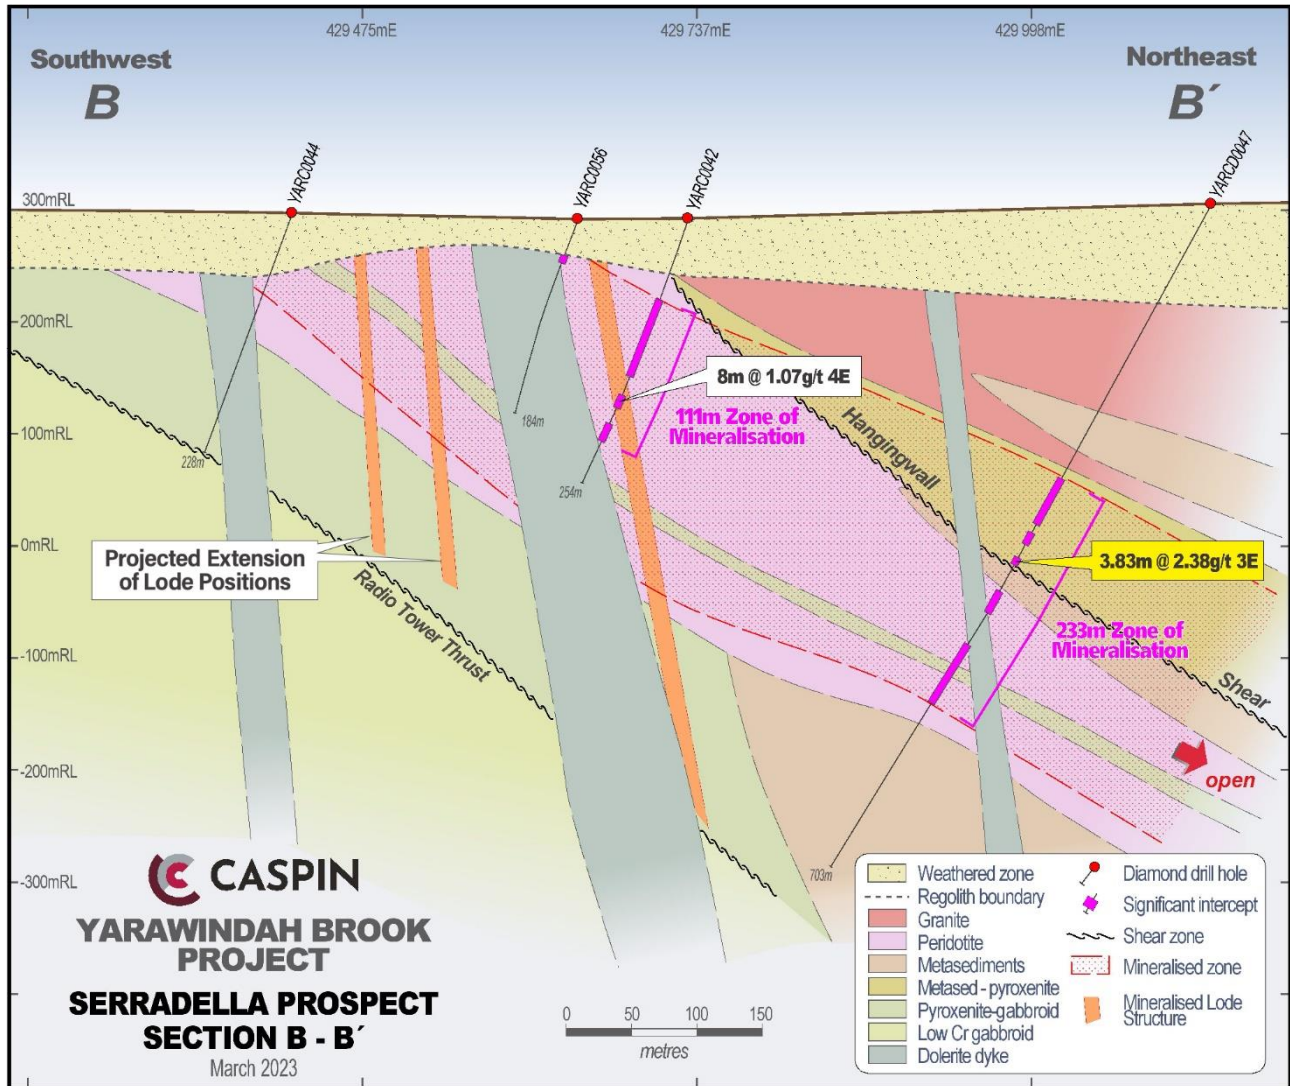 429 475mE
429 737mE
429 998mE
Southwest
B
Northeast
B´
YARC0044
YARC0056
YARC0042
YARCD0047
300mRL
200mRL
100mRL
0mRL
-100mRL
-200mRL
-300mRL
228m
184m
254m
703m
8m @ 1.07g/t 4E
111m Zone of
Mineralisation
Hangingwall
Shear
3.83m @ 2.38g/t 3E
233m Zone of
Mineralisation
Projected Extension
of Lode Positions
Radio Tower Thrust
open
CASPIN
YARAWINDAH BROOK
PROJECT
SERRADELLA PROSPECT
SECTION B - B´
March 2023
0 50 100 150
metres
Weathered zone
Regolith boundary
Granite
Peridotite
Metasediments
Metased - pyroxenite
Pyroxenite-gabbroid
Low Cr gabbroid
Dolerite dyke
Diamond drill hole
Significant intercept
Shear zone
Mineralised zone
Mineralised Lode
Structure